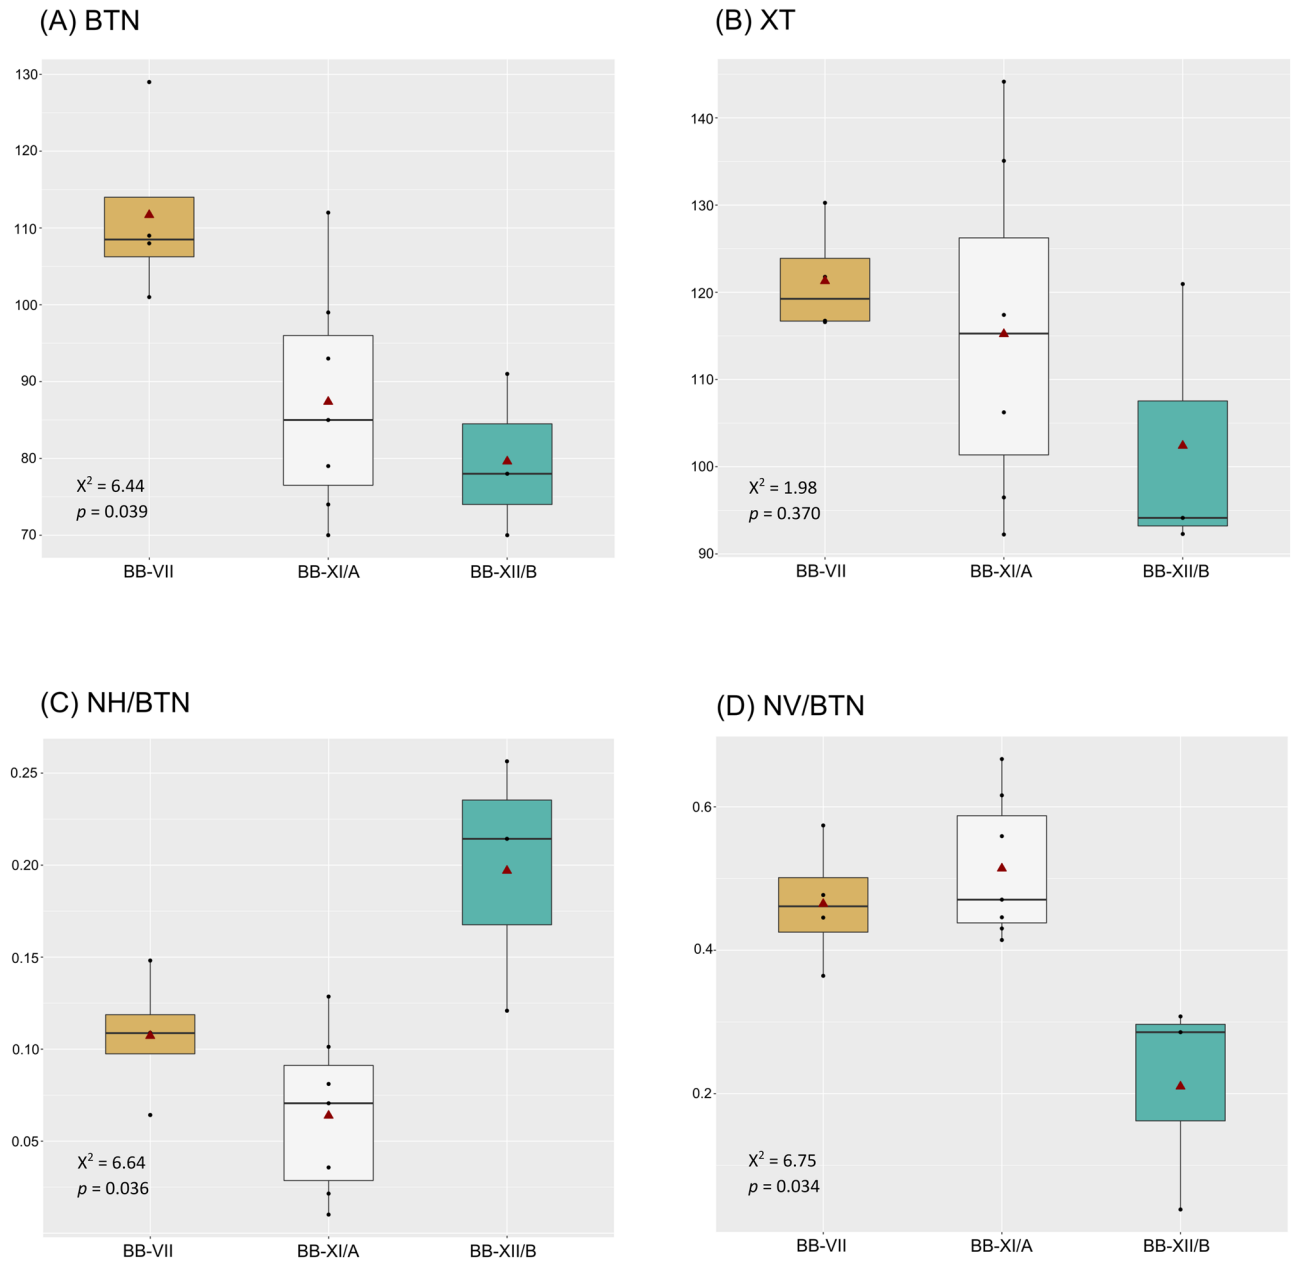 (A) BTN
130
120
110
100
90
80
70
X² = 6.44
p = 0.039
BB-VII
BB-XI/A
BB-XII/B
(B) XT
140
130
120
110
100
90
X² = 1.98
p = 0.370
BB-VII
BB-XI/A
BB-XII/B
(C) NH/BTN
0.25
0.20
0.15
0.10
0.05
X² = 6.64
p = 0.036
BB-VII
BB-XI/A
BB-XII/B
(D) NV/BTN
0.6
0.4
0.2
X² = 6.75
p = 0.034
BB-VII
BB-XI/A
BB-XII/B